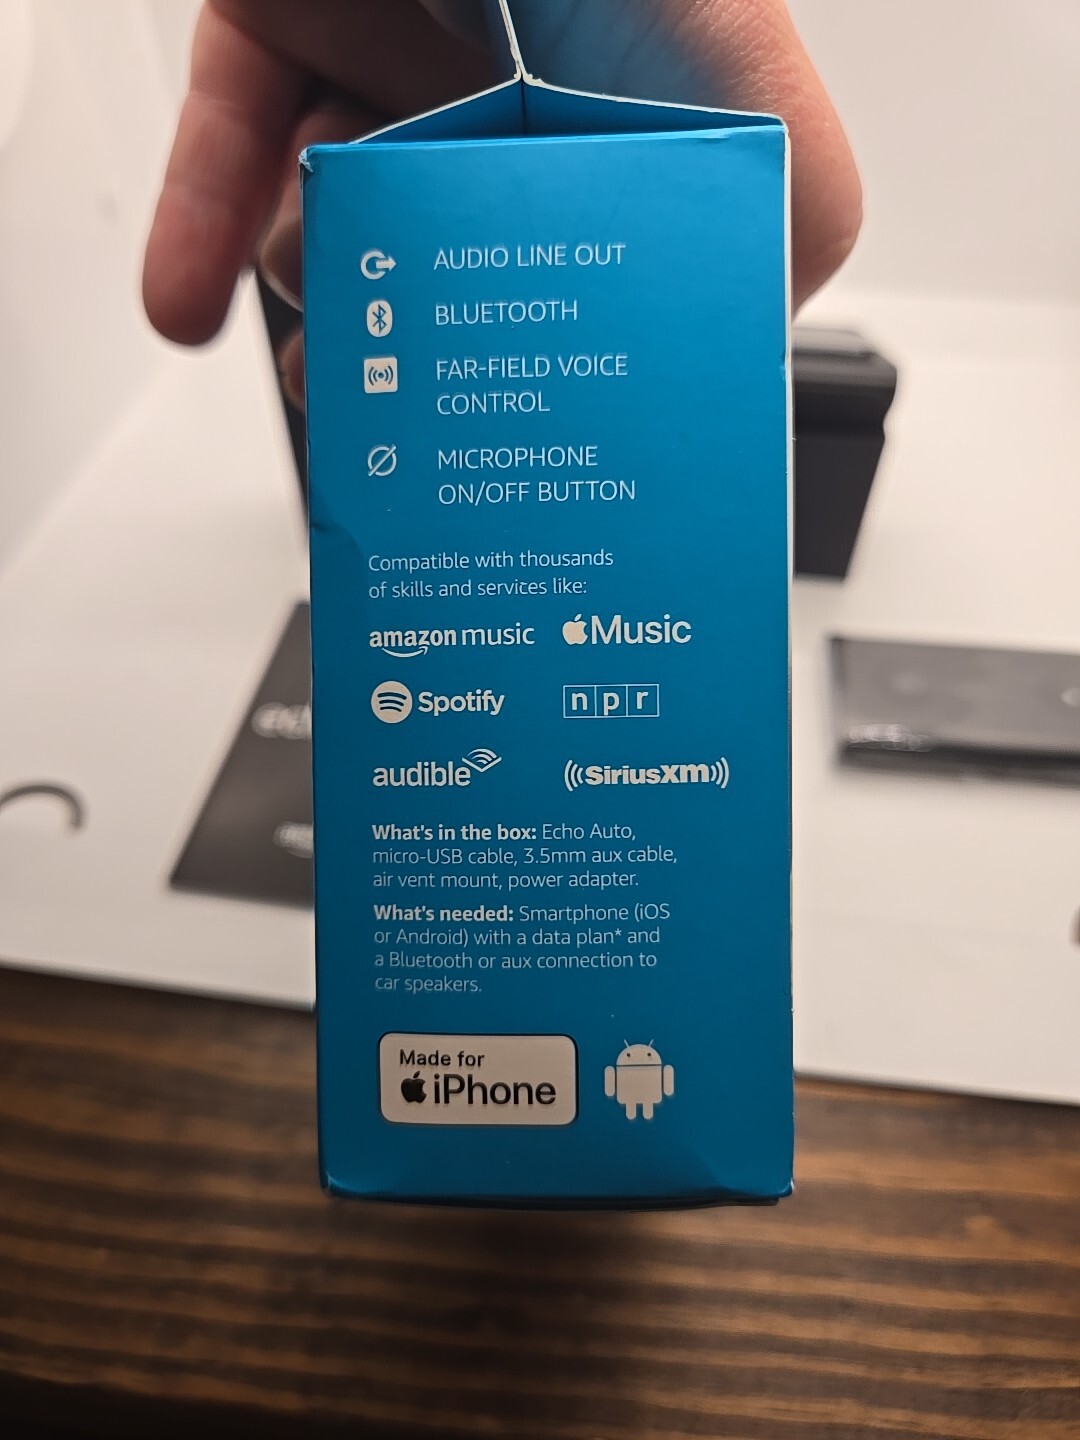 AUDIO LINE OUT
BLUETOOTH
FAR-FIELD VOICE
CONTROL
MICROPHONE
ON/OFF BUTTON
Compatible with thousands
of skills and services like:
amazon music Music
Spotify npr
audible SiriusXM
What's in the box: Echo Auto,
micro-USB cable, 3.5mm aux cable,
air vent mount, power adapter.
What's needed: Smartphone (iOS
or Android) with a data plan* and
a Bluetooth or aux connection to
car speakers.
Made for
iPhone